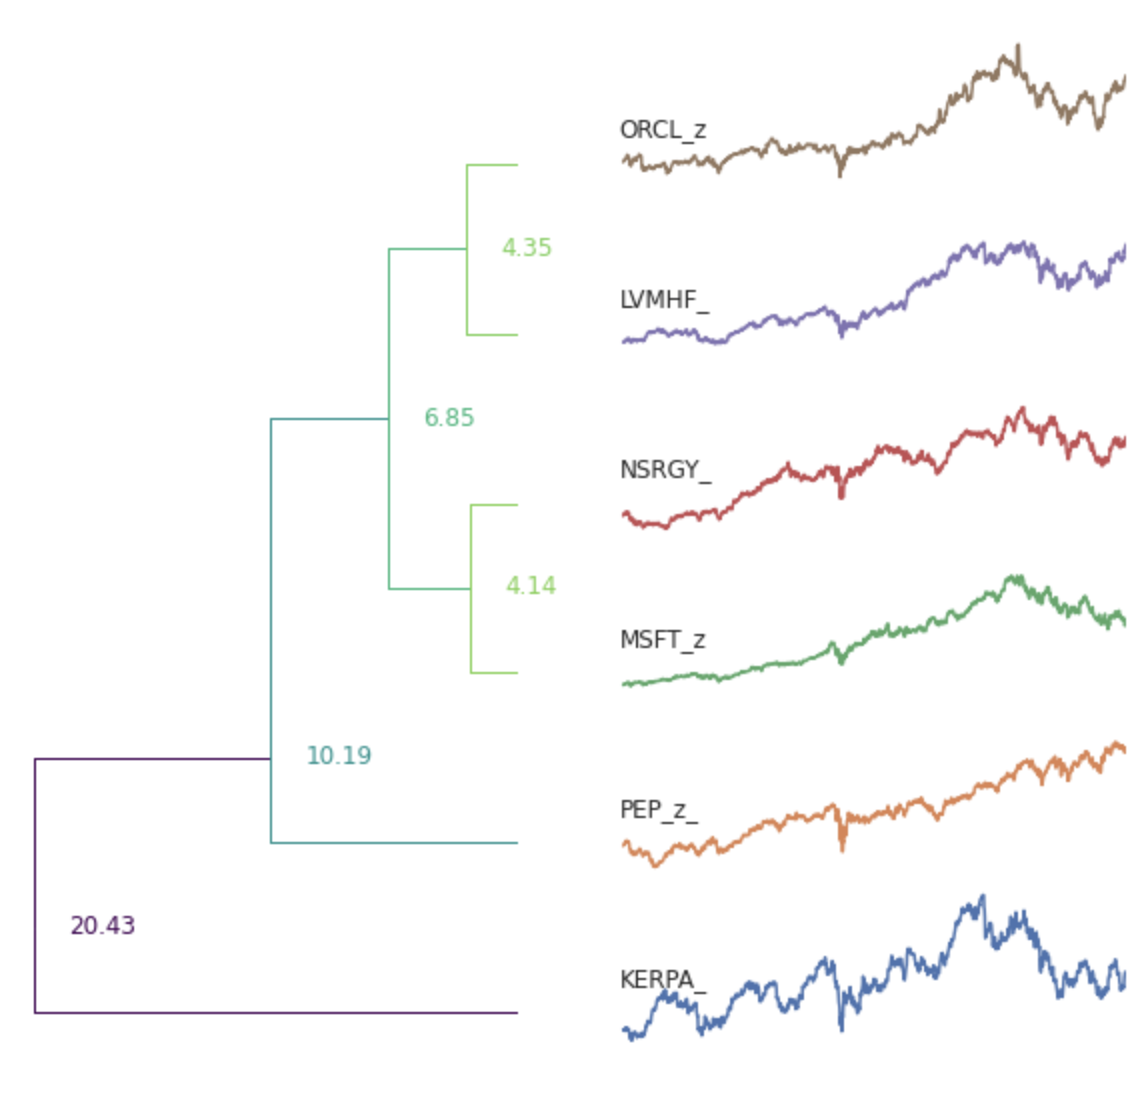 ORCL_z
4.35
LVMHF_
6.85
NSRGY_
4.14
MSFT_z
10.19
PEP_z_
20.43
KERPA_